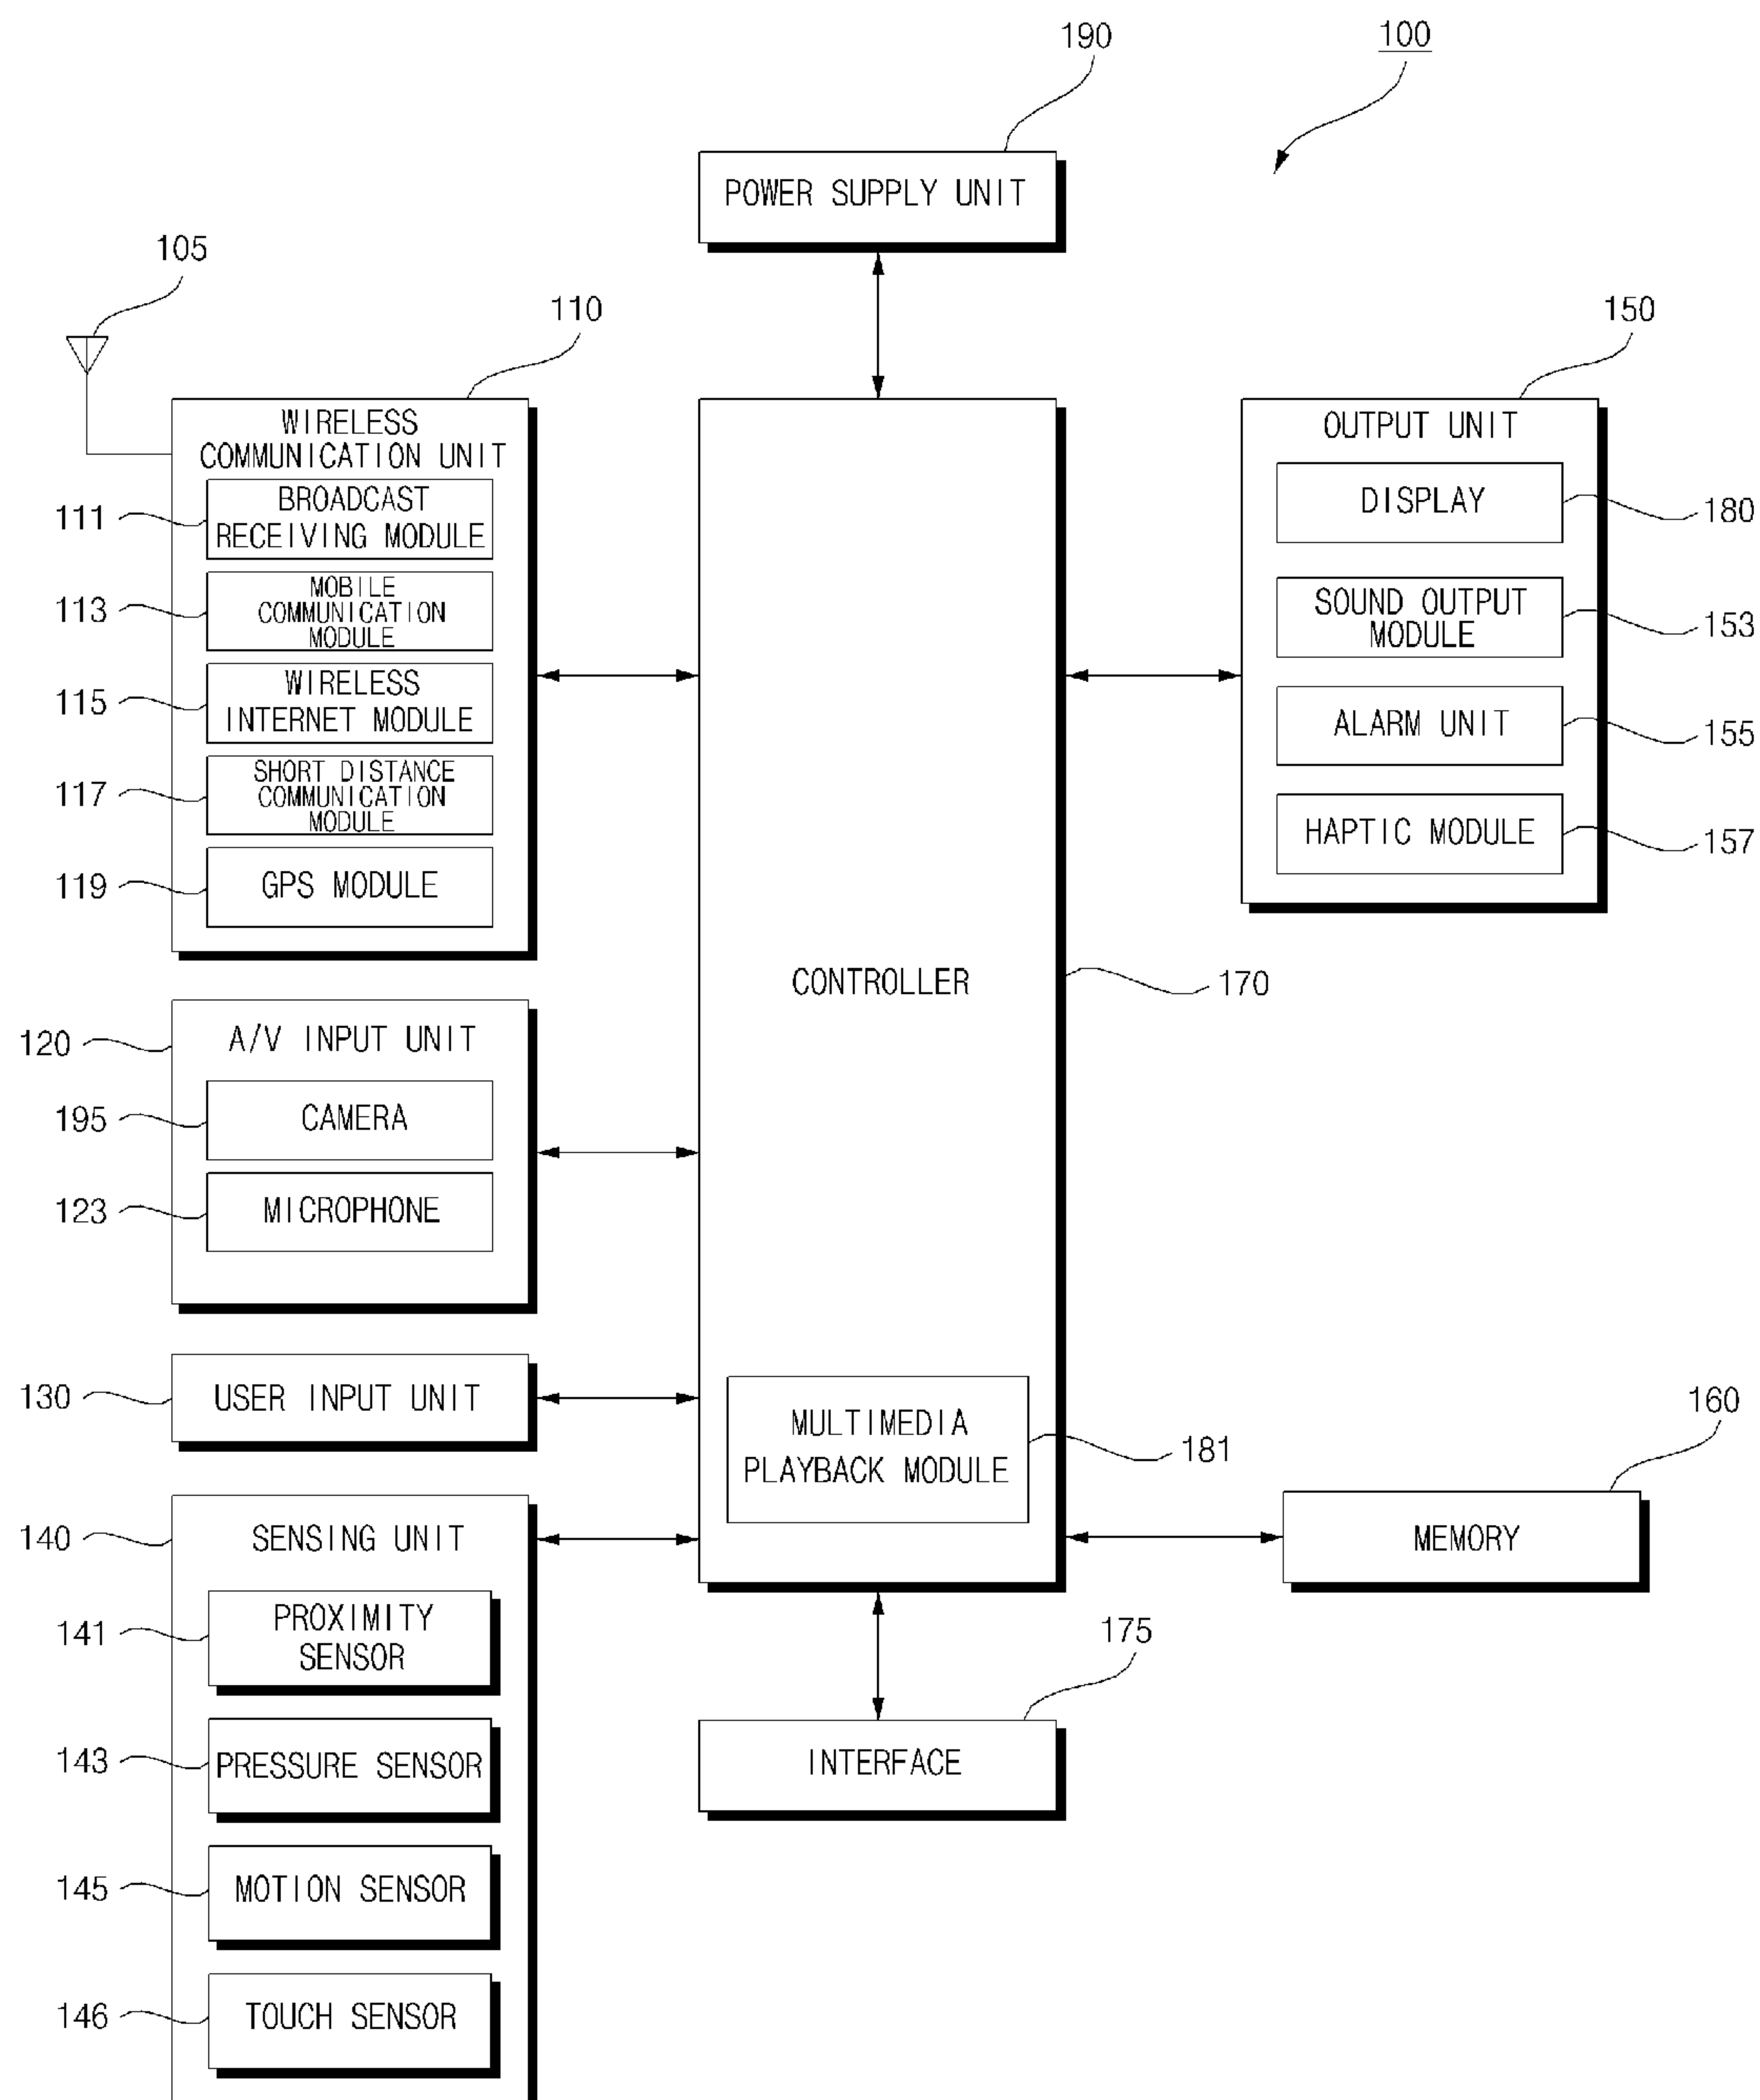 190
100
POWER SUPPLY UNIT
105
110
150
WIRELESS
COMMUNICATION UNIT
111
BROADCAST
RECEIVING MODULE
113
MOBILE
COMMUNICATION
MODULE
115
WIRELESS
INTERNET MODULE
117
SHORT DISTANCE
COMMUNICATION
MODULE
119
GPS MODULE
OUTPUT UNIT
DISPLAY
180
SOUND OUTPUT
MODULE
153
ALARM UNIT
155
HAPTIC MODULE
157
CONTROLLER
170
120
A/V INPUT UNIT
195
CAMERA
123
MICROPHONE
130
USER INPUT UNIT
MULTIMEDIA
PLAYBACK MODULE
181
160
MEMORY
140
SENSING UNIT
141
PROXIMITY
SENSOR
143
PRESSURE SENSOR
145
MOTION SENSOR
146
TOUCH SENSOR
175
INTERFACE